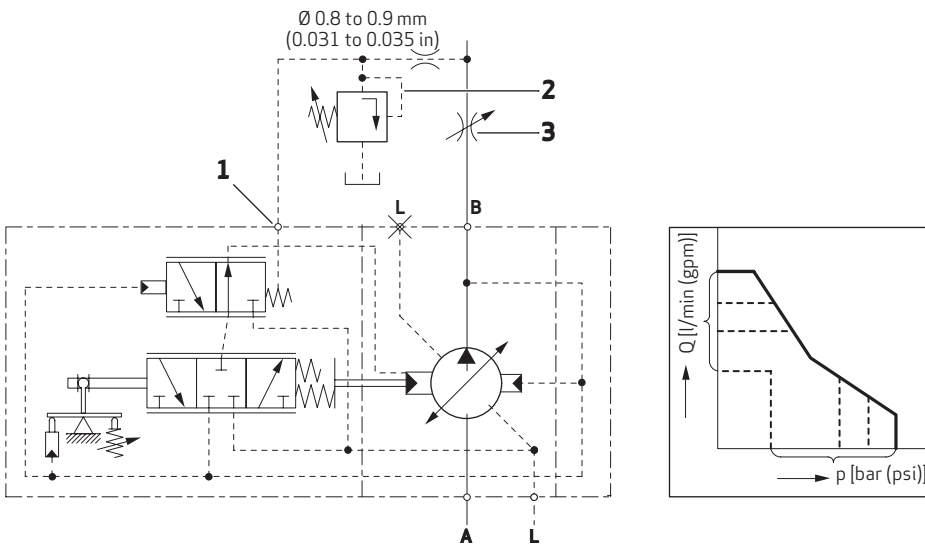 Ø 0.8 to 0.9 mm
(0.031 to 0.035 in)
2
3
1
L
B
A
L
Q [l/min (gpm)]
p [bar (psi)]